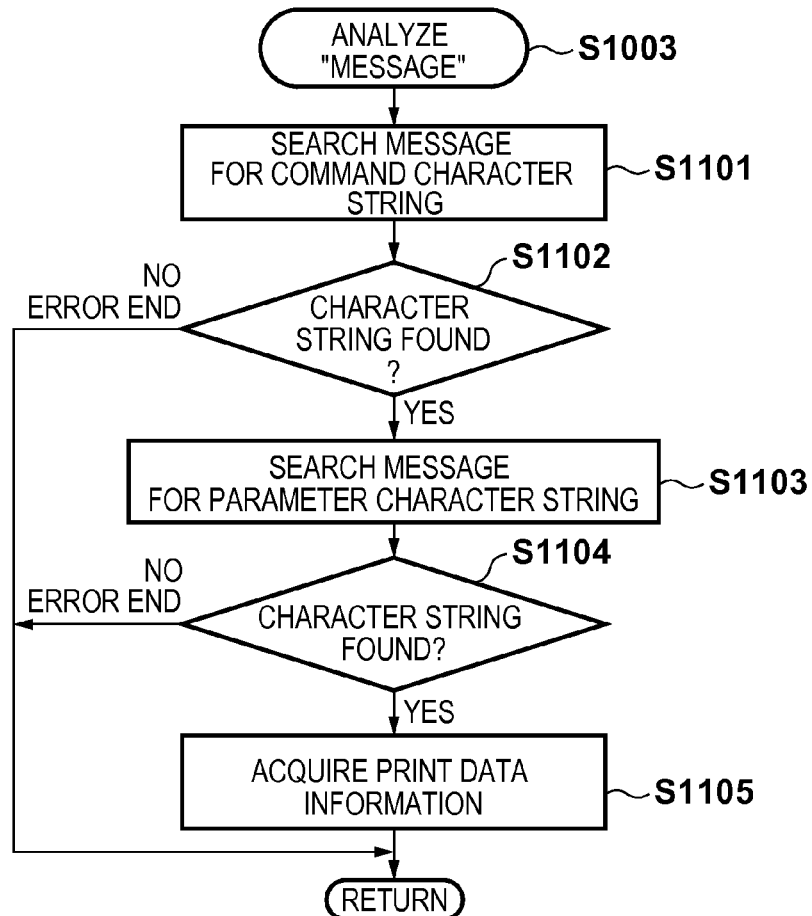 ANALYZE
"MESSAGE"
S1003
SEARCH MESSAGE
FOR COMMAND CHARACTER
STRING
S1101
S1102
NO
ERROR END
CHARACTER
STRING FOUND
?
YES
SEARCH MESSAGE
FOR PARAMETER CHARACTER STRING
S1103
S1104
NO
ERROR END
CHARACTER STRING
FOUND?
YES
ACQUIRE PRINT DATA
INFORMATION
S1105
RETURN